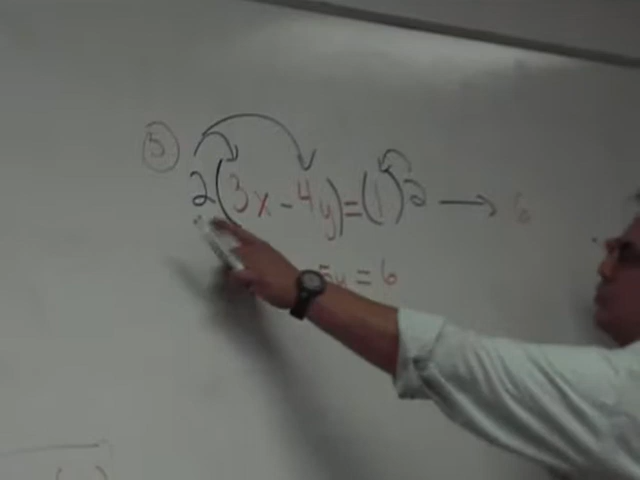 5 2(3x - 4y) = (1)2 → 6
5y = 6